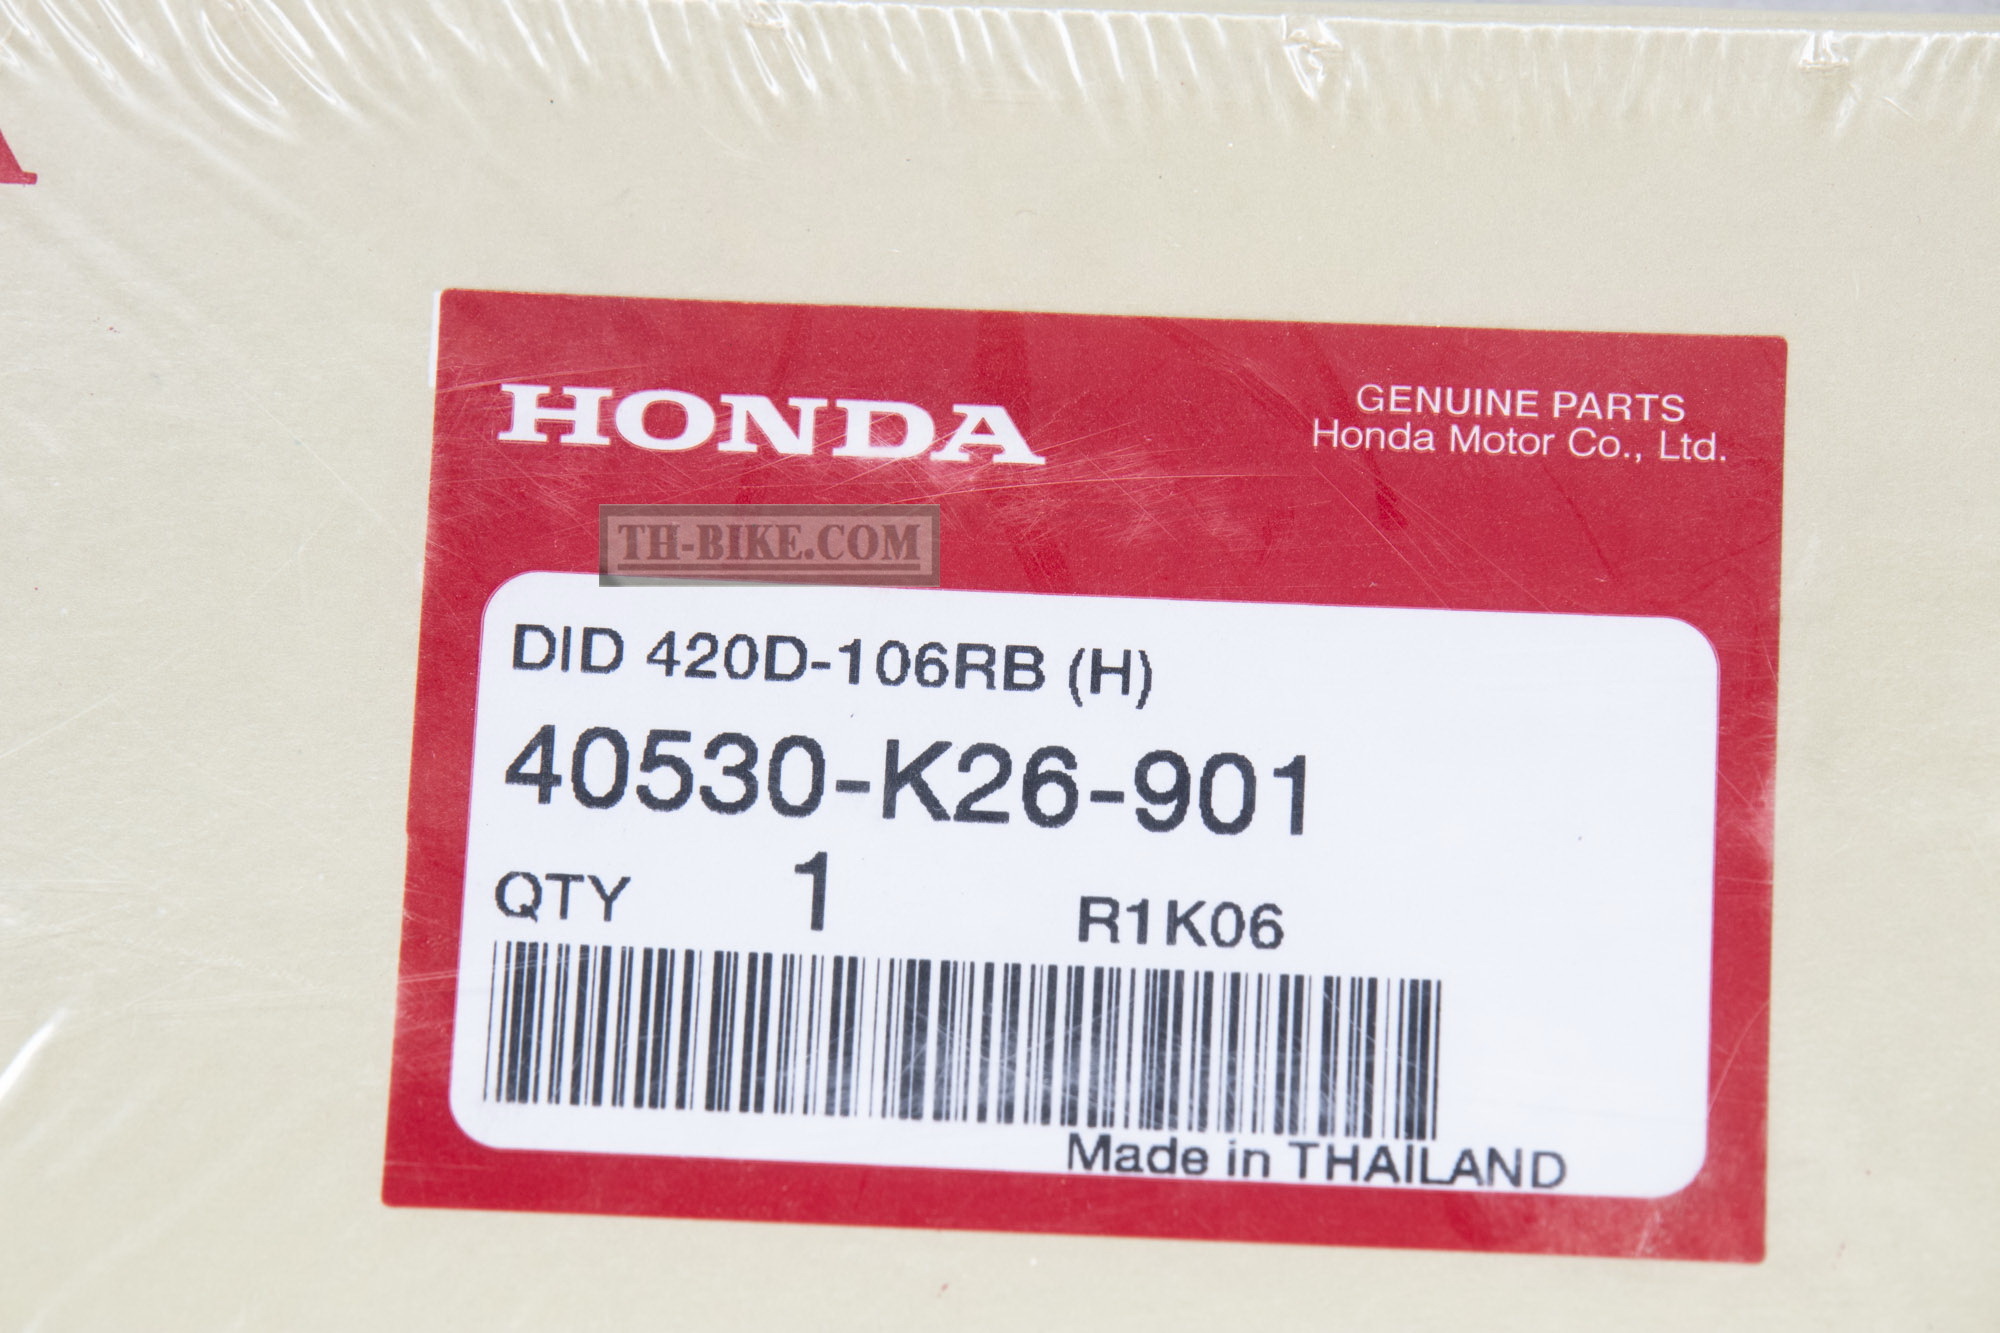 HONDA
GENUINE PARTS
Honda Motor Co., Ltd.
TH-BIKE.COM
DID 420D-106RB (H)
40530-K26-901
QTY 1 R1K06
Made in THAILAND